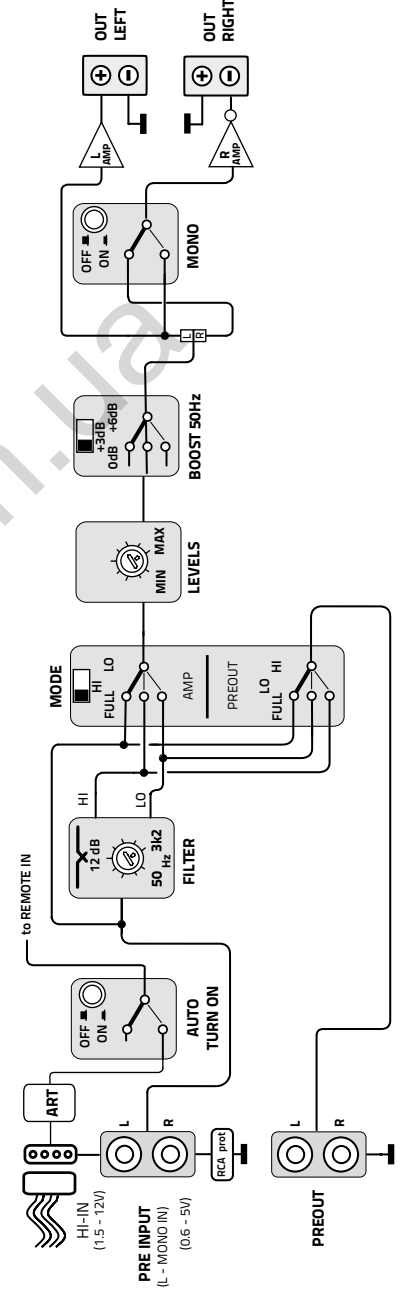 HI-IN
(1.5 - 12V)
PRE INPUT
(L - MONO IN)
(0.6 - 5V)
L
R
RCA prot
ART
to REMOTE IN
OFF
ON
AUTO
TURN ON
PREOUT
L
R
12 dB
50
Hz
3k2
FILTER
HI
LO
MODE
HI
FULL
LO
AMP
PREOUT
LO
FULL
HI
MIN
MAX
LEVELS
+3dB
0dB
+6dB
BOOST 50Hz
L
R
OFF
ON
MONO
L
AMP
R
AMP
OUT
LEFT
OUT
RIGHT